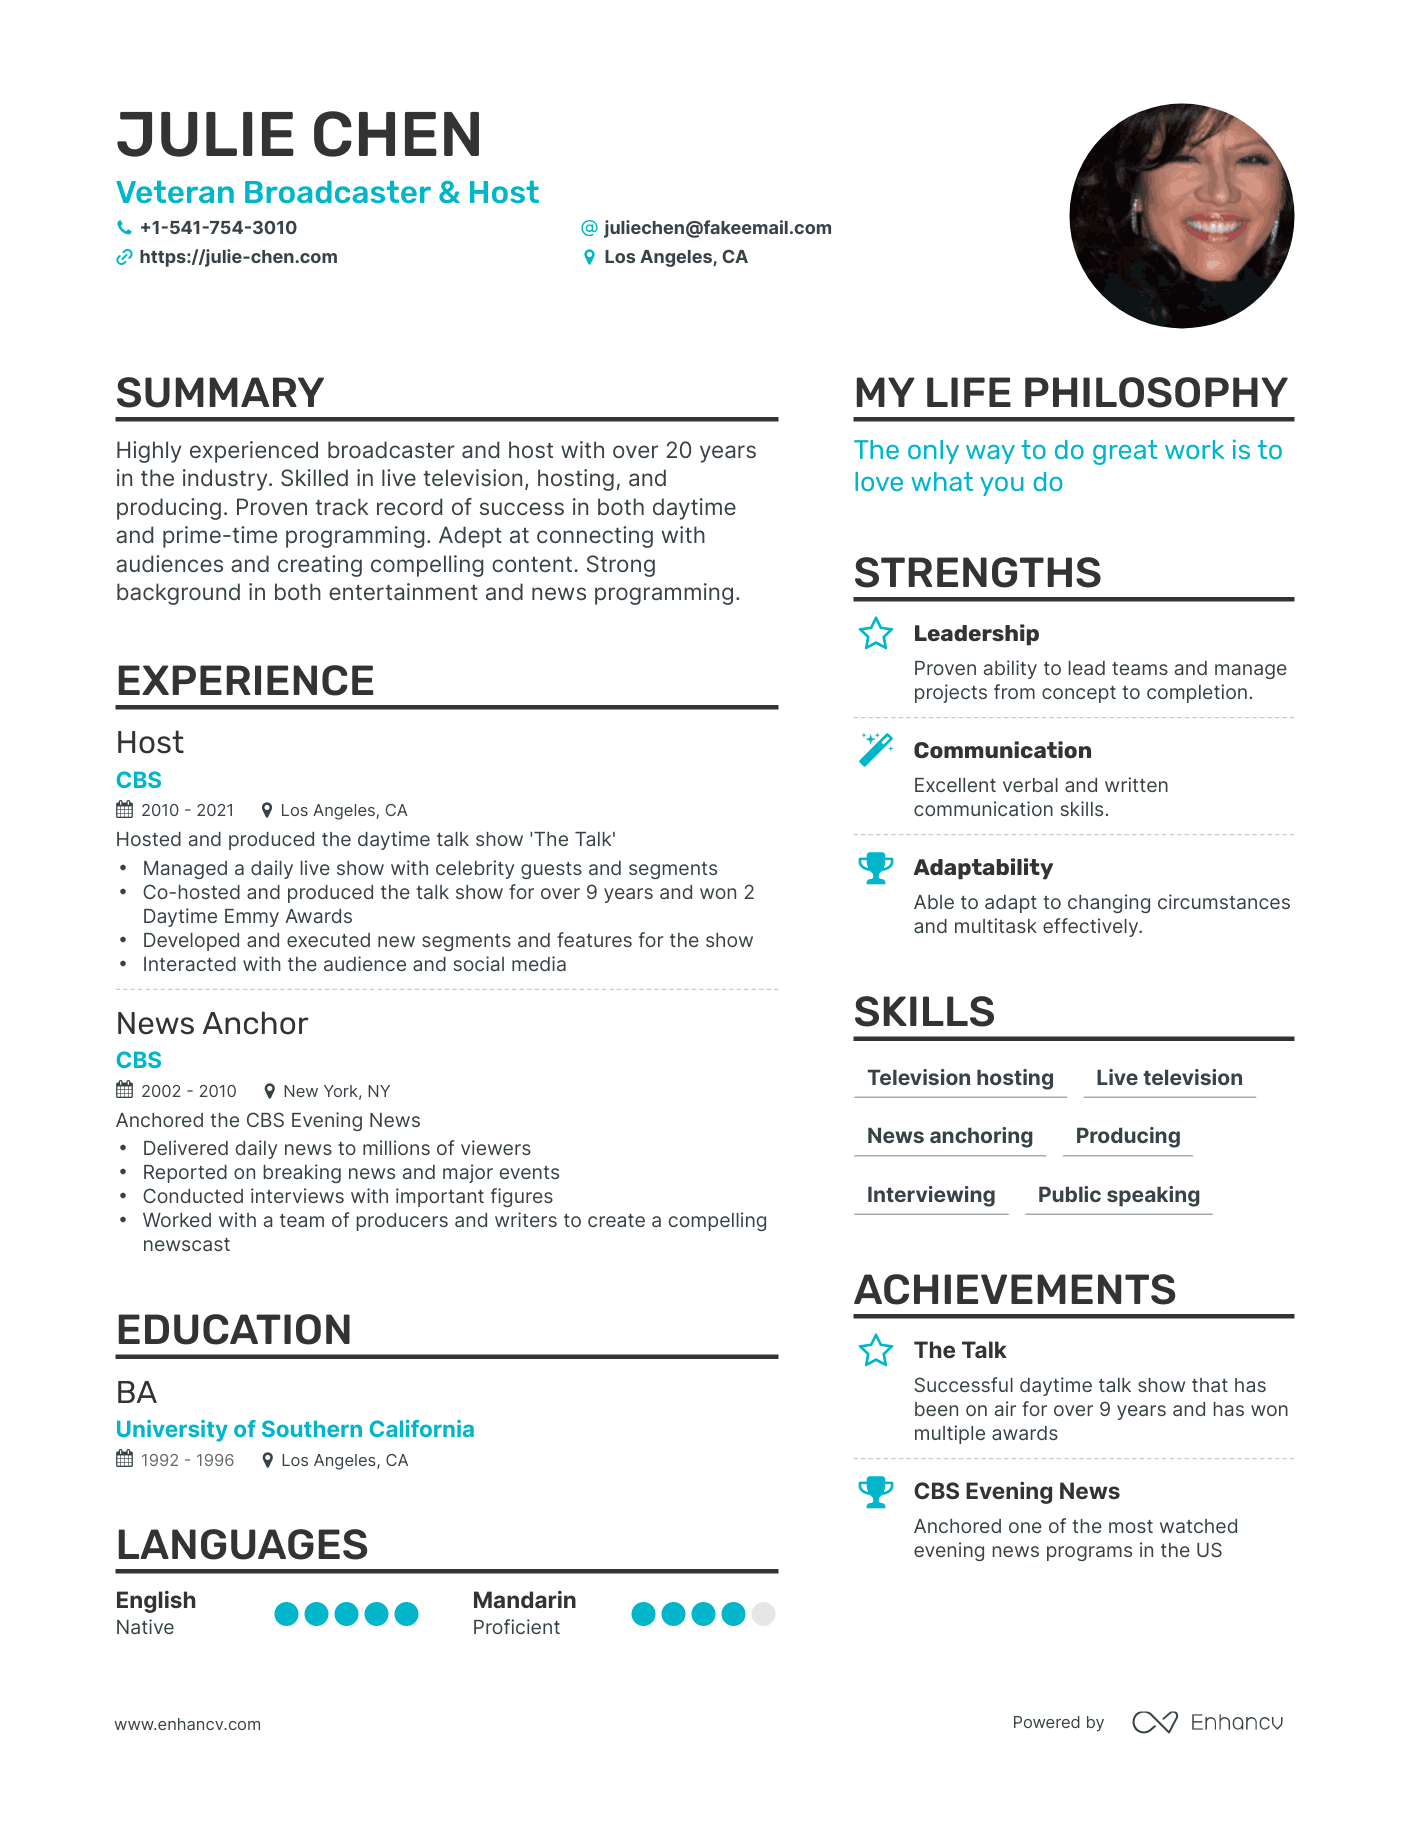 JULIE CHEN
Veteran Broadcaster & Host
+1-541-754-3010
@ juliechen@fakeemail.com
https://julie-chen.com
Los Angeles, CA
SUMMARY
Highly experienced broadcaster and host with over 20 years
in the industry. Skilled in live television, hosting, and
producing. Proven track record of success in both daytime
and prime-time programming. Adept at connecting with
audiences and creating compelling content. Strong
background in both entertainment and news programming.
EXPERIENCE
Host
CBS
2010 - 2021 Los Angeles, CA
Hosted and produced the daytime talk show 'The Talk'
• Managed a daily live show with celebrity guests and segments
• Co-hosted and produced the talk show for over 9 years and won 2
Daytime Emmy Awards
• Developed and executed new segments and features for the show
• Interacted with the audience and social media
News Anchor
CBS
2002 - 2010 New York, NY
Anchored the CBS Evening News
• Delivered daily news to millions of viewers
• Reported on breaking news and major events
• Conducted interviews with important figures
• Worked with a team of producers and writers to create a compelling
newscast
EDUCATION
BA
University of Southern California
1992 - 1996 Los Angeles, CA
LANGUAGES
English
Native
Mandarin
Proficient
MY LIFE PHILOSOPHY
The only way to do great work is to
love what you do
STRENGTHS
Leadership
Proven ability to lead teams and manage
projects from concept to completion.
Communication
Excellent verbal and written
communication skills.
Adaptability
Able to adapt to changing circumstances
and multitask effectively.
SKILLS
Television hosting Live television
News anchoring Producing
Interviewing Public speaking
ACHIEVEMENTS
The Talk
Successful daytime talk show that has
been on air for over 9 years and has won
multiple awards
CBS Evening News
Anchored one of the most watched
evening news programs in the US
www.enhancv.com
Powered by Enhancv